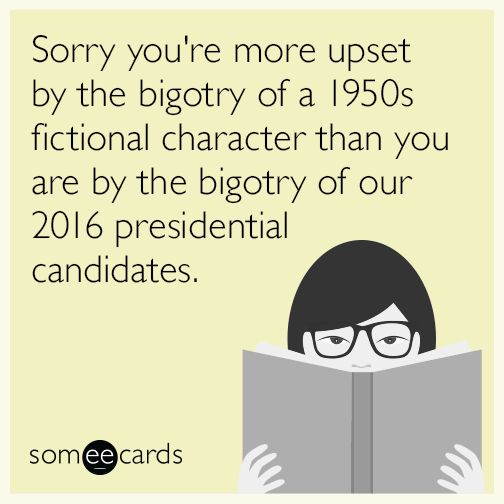 Sorry you're more upset
by the bigotry of a 1950s
fictional character than you
are by the bigotry of our
2016 presidential
candidates.
someecards